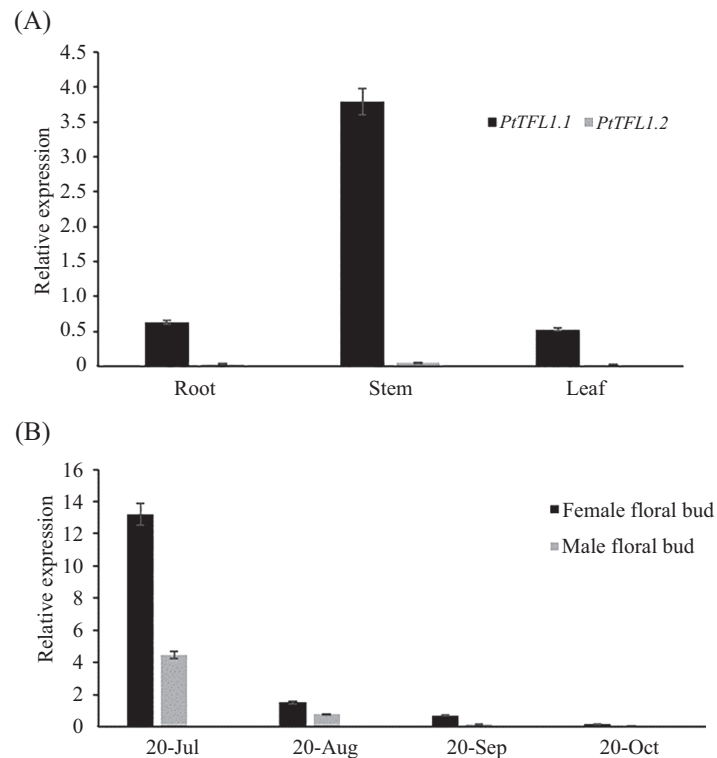 (A)
Relative expression
4.5
4.0
3.5
3.0
2.5
2.0
1.5
1.0
0.5
0
PtTFL1.1 PtTFL1.2
Root Stem Leaf
(B)
Relative expression
16
14
12
10
8
6
4
2
0
Female floral bud
Male floral bud
20-Jul 20-Aug 20-Sep 20-Oct